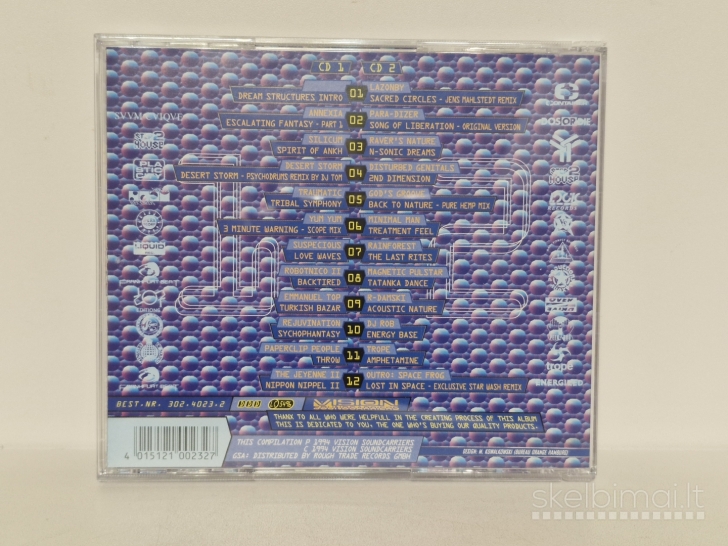 CD 1 CD 2
LAZONBY
DREAM STRUCTURES INTRO 01 SACRED CIRCLES - JENS MAHLSTEDT REMIX
ANNEXIA PARA-DIZER
ESCALATING FANTASY - PART 1 02 SONG OF LIBERATION - ORIGINAL VERSION
SILICUM RAVER'S NATURE
SPIRIT OF ANKH 03 N-SONIC DREAMS
DESERT STORM DISTURBED GENITALS
DESERT STORM - PSYCHODRUMS REMIX BY DJ TOM 04 2ND DIMENSION
TRAUMATIC GOD'S GROOVE
TRIBAL SYMPHONY 05 BACK TO NATURE - PURE HEMP MIX
YUM YUM MINIMAL MAN
3 MINUTE WARNING - SCOPE MIX 06 TREATMENT FEEL
SUSPECIOUS RAINFOREST
LOVE WAVES 07 THE LAST RITES
ROBOTNICO II MAGNETIC PULSTAR
BACKTIRED 08 TATANKA DANCE
EMMANUEL TOP R-DAMSKI
TURKISH BAZAR 09 ACOUSTIC NATURE
REJUVINATION DJ ROB
SYCHOPHANTASY 10 ENERGY BASE
PAPERCLIP PEOPLE TROPE
THROW 11 AMPHETAMINE
THE JEYENNE II OUTRO: SPACE FROG
NIPPON NIPPEL II 12 LOST IN SPACE - EXCLUSIVE STAR WASH REMIX
trope
ENERGIZED
BEST.-NR. 302-4023-2 VISION
THANX TO ALL WHO WERE HELPFULL IN THE CREATING PROCESS OF THIS ALBUM
THIS IS DEDICATED TO YOU. THE ONE WHO'S BUYING OUR QUALITY PRODUCTS.
THIS COMPILATION P 1994 VISION SOUNDCARRIERS
C 1994 VISION SOUNDCARRIERS
GSA: DISTRIBUTED BY ROUGH TRADE RECORDS GMBH
4 015121 002327
skelbimai.lt